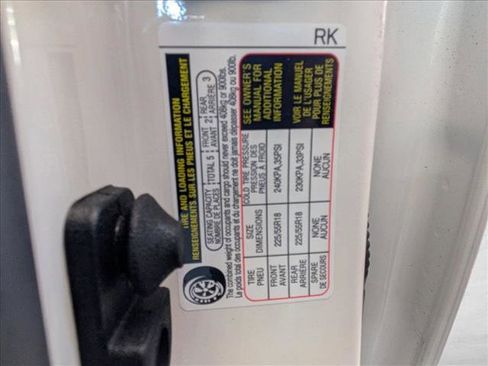 RK
TIRE AND LOADING INFORMATION
RENSEIGNEMENTS SUR LES PNEUS ET LE CHARGEMENT
SEATING CAPACITY TOTAL 5 FRONT 2 REAR 3
NOMBRE DE PLACES AVANT ARRIÈRE
The combined weight of occupants and cargo should never exceed 408kg or 900lbs.
Le poids total des occupants et du chargement ne doit jamais dépasser 408kg ou 900lb.
TIRE SIZE COLD TIRE PRESSURE SEE OWNER'S
PNEU DIMENSIONS PRESSION DES MANUAL FOR
PNEUS À FROID ADDITIONAL
INFORMATION
FRONT 225/55R18 240KPA,35PSI
AVANT
REAR 225/55R18 230KPA,33PSI VOIR LE MANUEL
ARRIÈRE DE L'USAGER
SPARE NONE NONE POUR PLUS DE
DE SECOURS AUCUN AUCUN RENSEIGNEMENTS